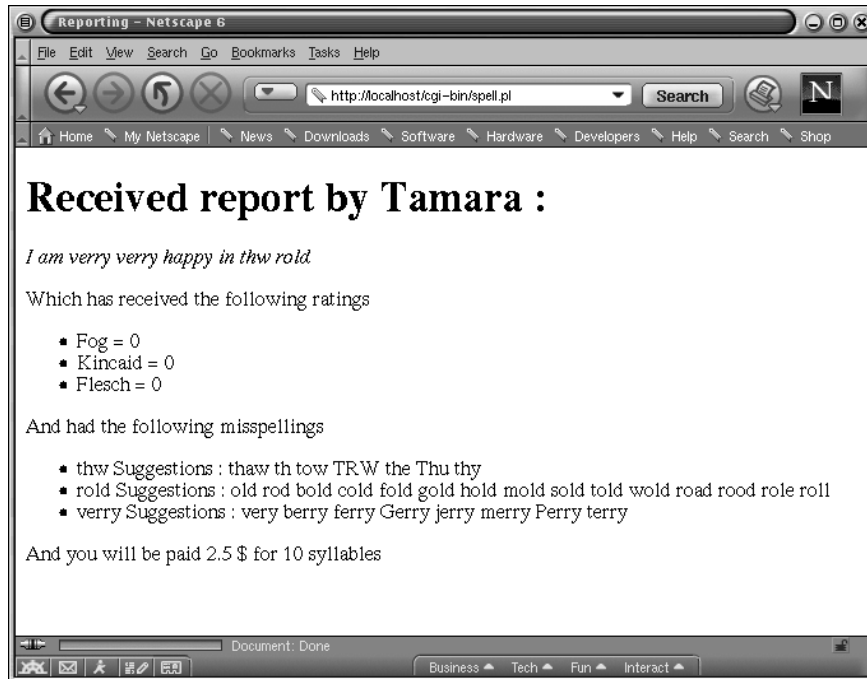 Reporting – Netscape 6
File Edit View Search Go Bookmarks Tasks Help
http://localhost/cgi-bin/spell.pl Search N
Home My Netscape News Downloads Software Hardware Developers Help Search Shop
Received report by Tamara :
I am verry verry happy in thw rold
Which has received the following ratings
Fog = 0
Kincaid = 0
Flesch = 0
And had the following misspellings
thw Suggestions : thaw th tow TRW the Thu thy
rold Suggestions : old rod bold cold fold gold hold mold sold told wold road rood role roll
verry Suggestions : very berry ferry Gerry jerry merry Perry terry
And you will be paid 2.5 $ for 10 syllables
Document: Done
Business Tech Fun Interact